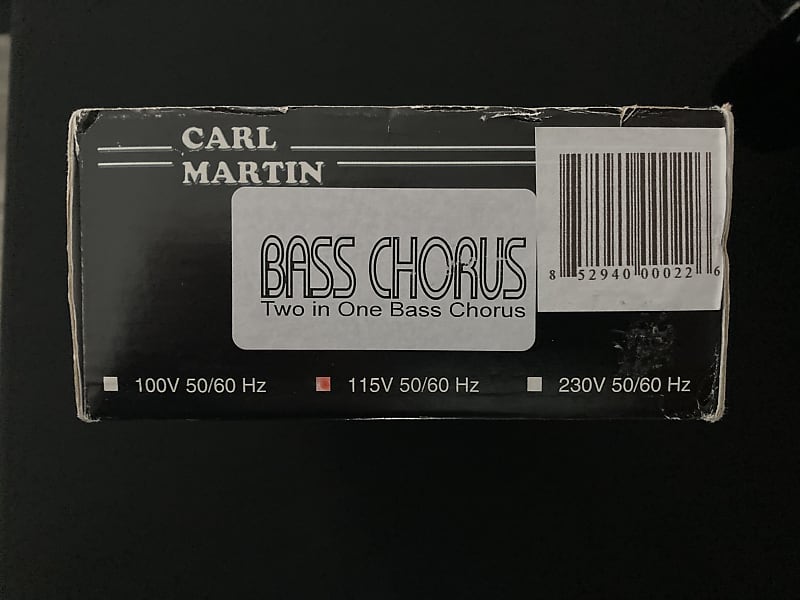 CARL
MARTIN
BASS CHORUS
Two in One Bass Chorus
8 52940 00022 6
100V 50/60 Hz 115V 50/60 Hz 230V 50/60 Hz